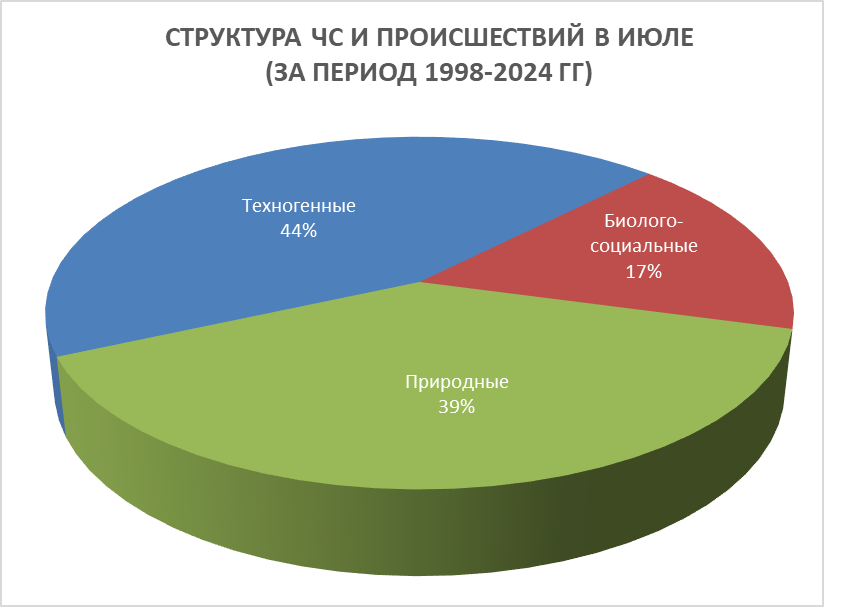 СТРУКТУРА ЧС И ПРОИСШЕСТВИЙ В ИЮЛЕ
(ЗА ПЕРИОД 1998-2024 ГГ)
Техногенные
44%
Биолого-
социальные
17%
Природные
39%